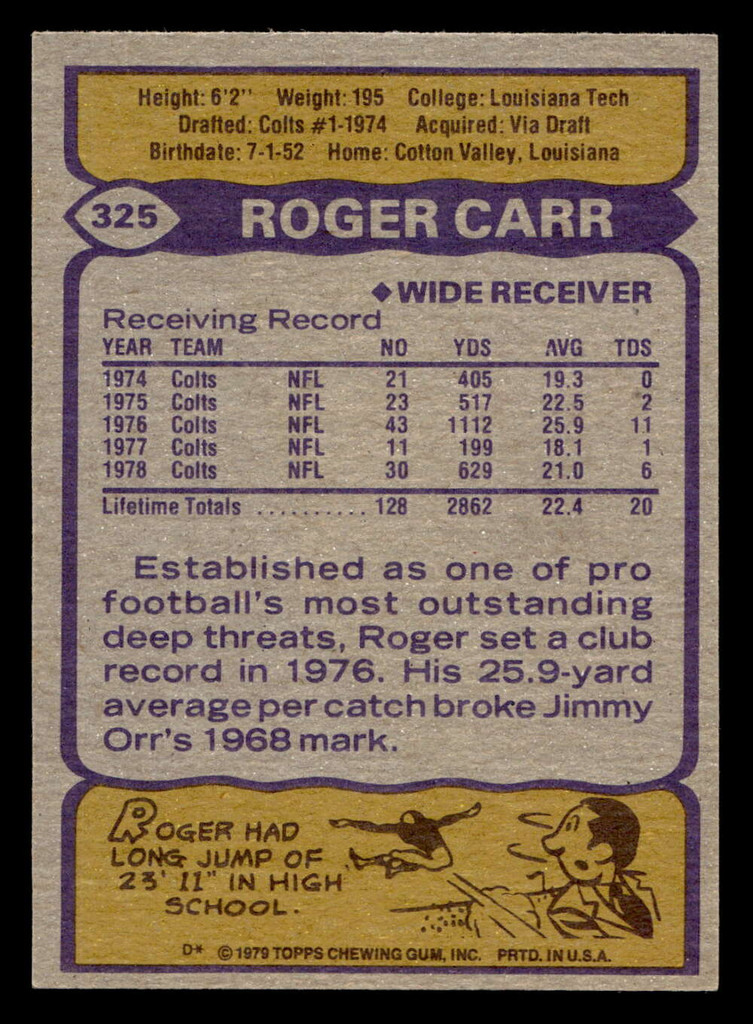 Height: 6'2" Weight: 195 College: Louisiana Tech
Drafted: Colts #1-1974 Acquired: Via Draft
Birthdate: 7-1-52 Home: Cotton Valley, Louisiana
325 ROGER CARR
◆WIDE RECEIVER
Receiving Record
YEAR TEAM NO YDS AVG TDS
1974 Colts NFL 21 405 19.3 0
1975 Colts NFL 23 517 22.5 2
1976 Colts NFL 43 1112 25.9 11
1977 Colts NFL 11 199 18.1 1
1978 Colts NFL 30 629 21.0 6
Lifetime Totals .......... 128 2862 22.4 20
Established as one of pro
football's most outstanding
deep threats, Roger set a club
record in 1976. His 25.9-yard
average per catch broke Jimmy
Orr's 1968 mark.
ROGER HAD
LONG JUMP OF
23' 11" IN HIGH
SCHOOL.
D* © 1979 TOPPS CHEWING GUM, INC. PRTD. IN U.S.A.